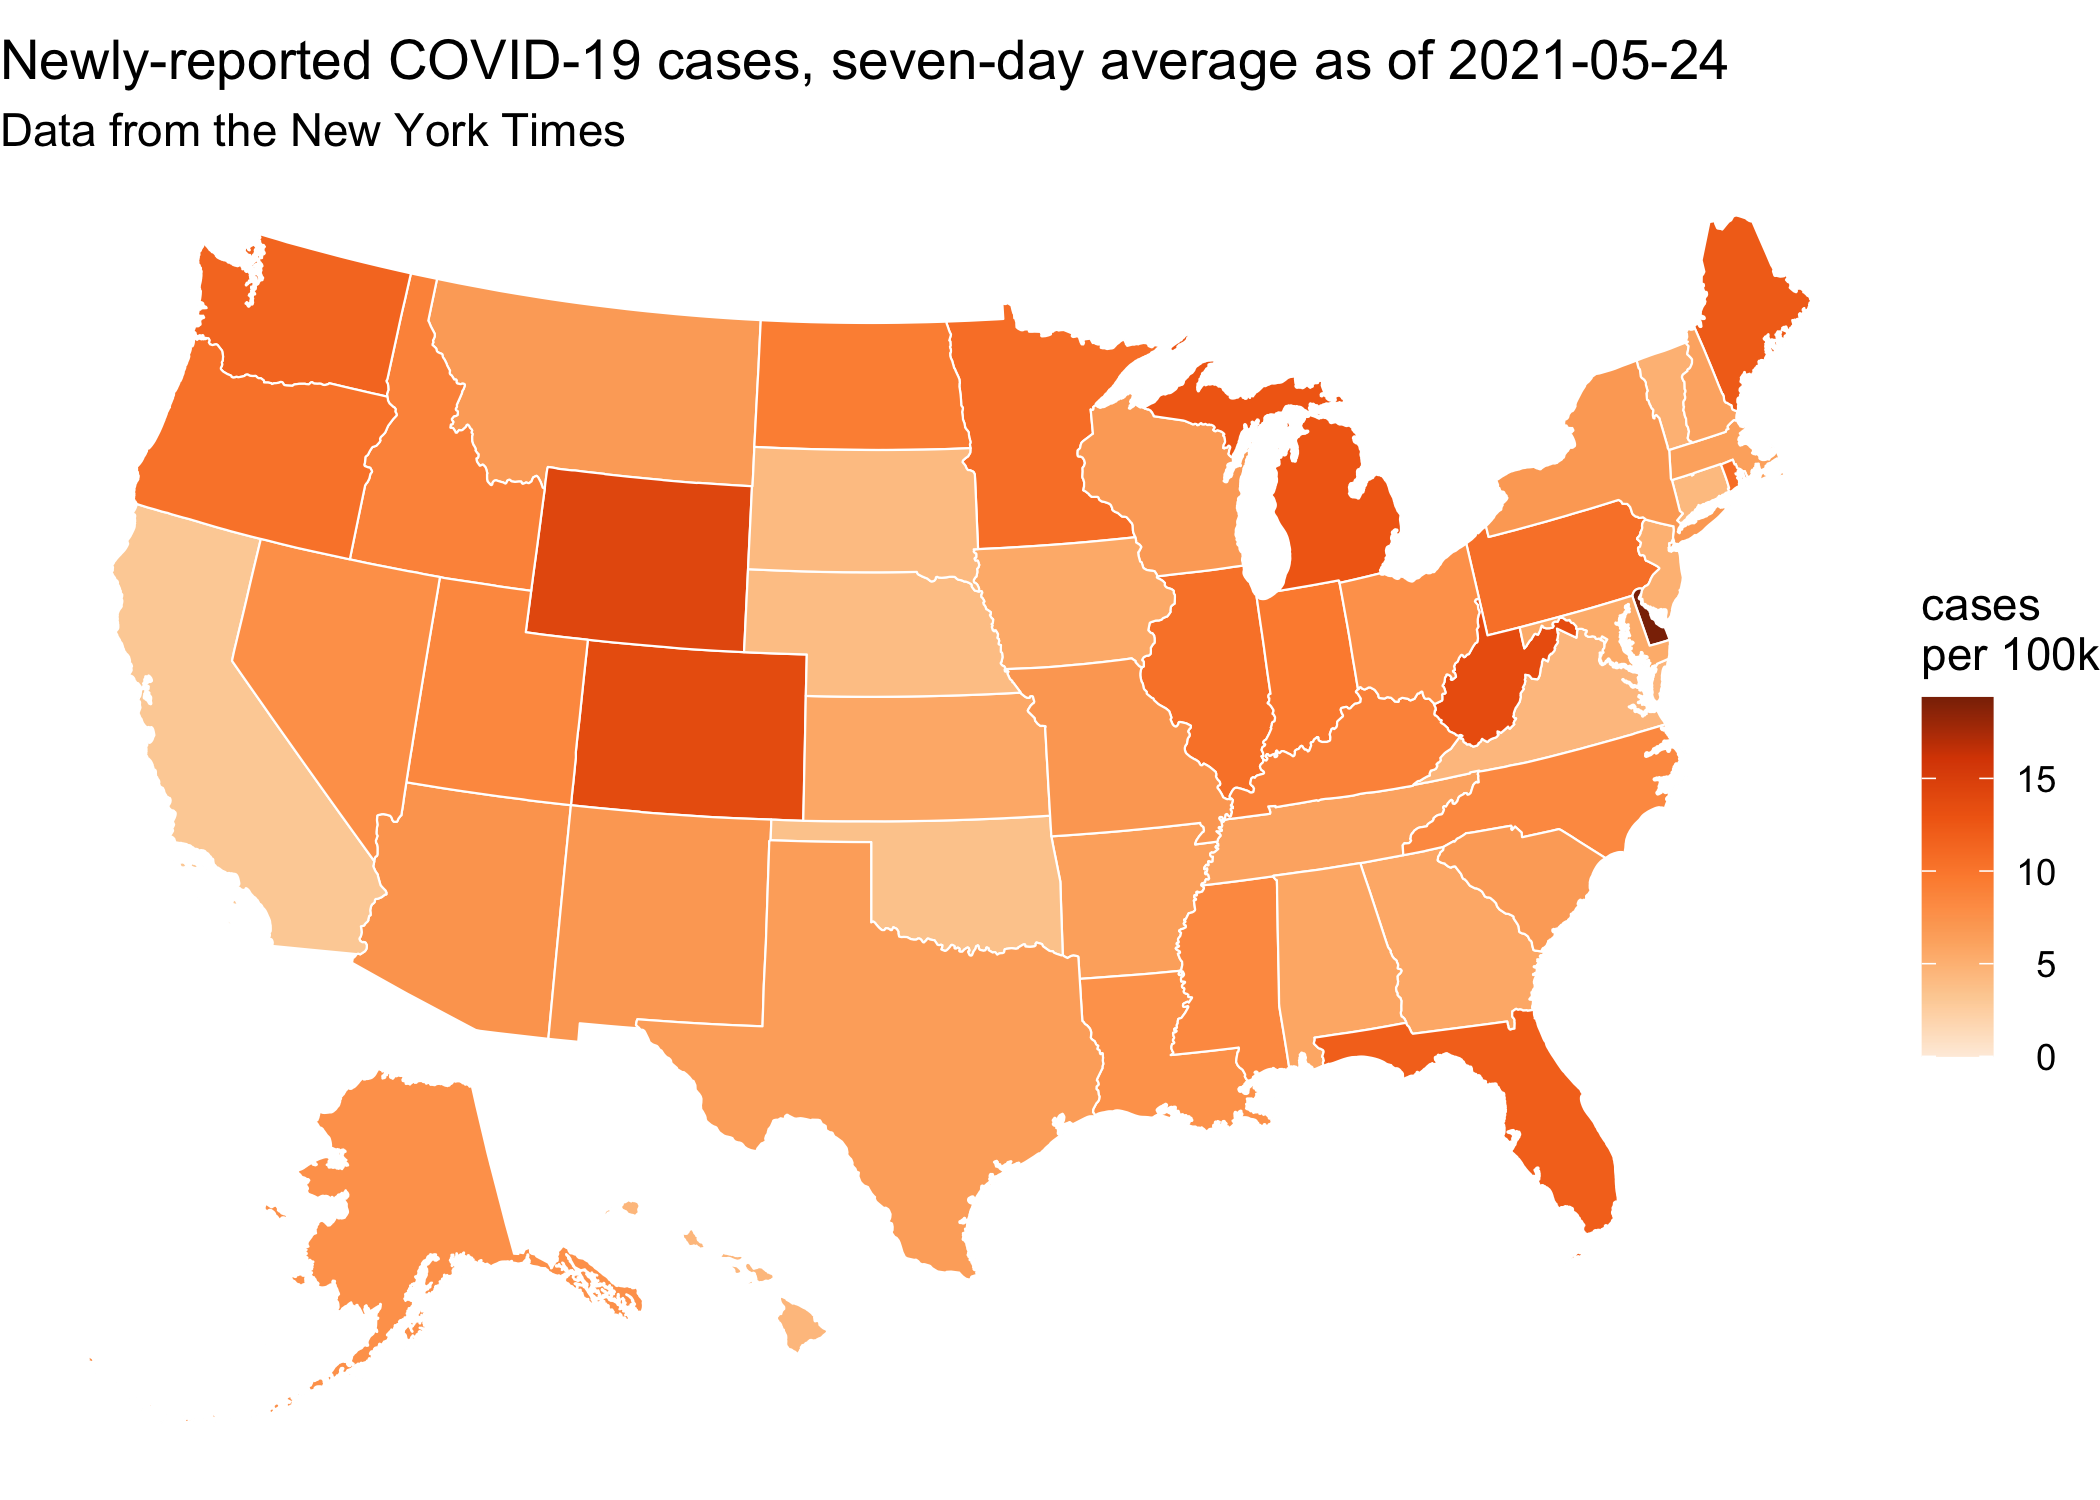 Newly-reported COVID-19 cases, seven-day average as of 2021-05-24
Data from the New York Times
cases
per 100k
15
10
5
0